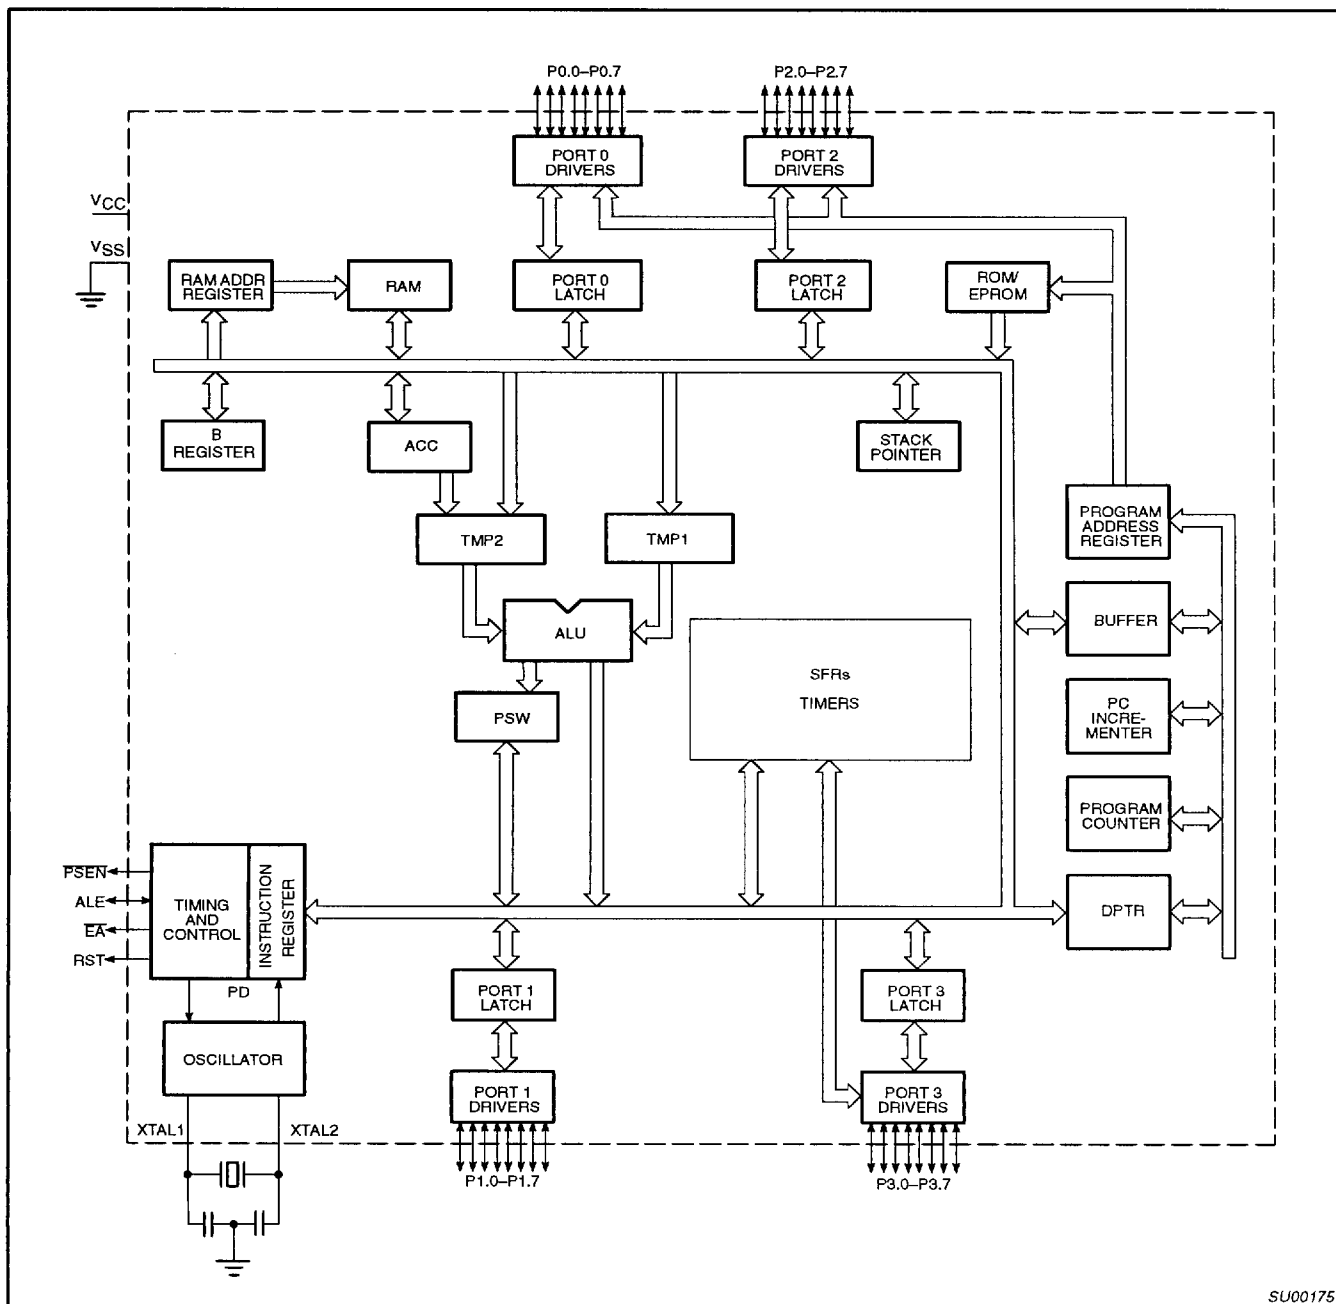 P0.0–P0.7
P2.0–P2.7
PORT 0
DRIVERS
PORT 2
DRIVERS
VCC
VSS
RAM ADDR
REGISTER
RAM
PORT 0
LATCH
PORT 2
LATCH
ROM/
EPROM
B
REGISTER
ACC
STACK
POINTER
PROGRAM
ADDRESS
REGISTER
TMP2
TMP1
ALU
BUFFER
SFRs
TIMERS
PSW
PC
INCRE-
MENTER
PROGRAM
COUNTER
PSEN
ALE
EA
RST
TIMING
AND
CONTROL
INSTRUCTION
REGISTER
DPTR
PD
PORT 1
LATCH
PORT 3
LATCH
OSCILLATOR
PORT 1
DRIVERS
PORT 3
DRIVERS
XTAL1
XTAL2
P1.0–P1.7
P3.0–P3.7
SU00175